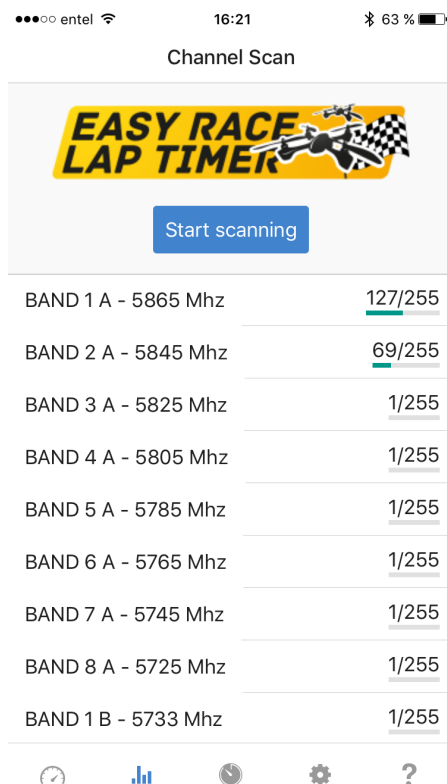 entel 16:21 63 %
Channel Scan
EASY RACE
LAP TIMER
Start scanning
BAND 1 A - 5865 Mhz 127/255
BAND 2 A - 5845 Mhz 69/255
BAND 3 A - 5825 Mhz 1/255
BAND 4 A - 5805 Mhz 1/255
BAND 5 A - 5785 Mhz 1/255
BAND 6 A - 5765 Mhz 1/255
BAND 7 A - 5745 Mhz 1/255
BAND 8 A - 5725 Mhz 1/255
BAND 1 B - 5733 Mhz 1/255
?